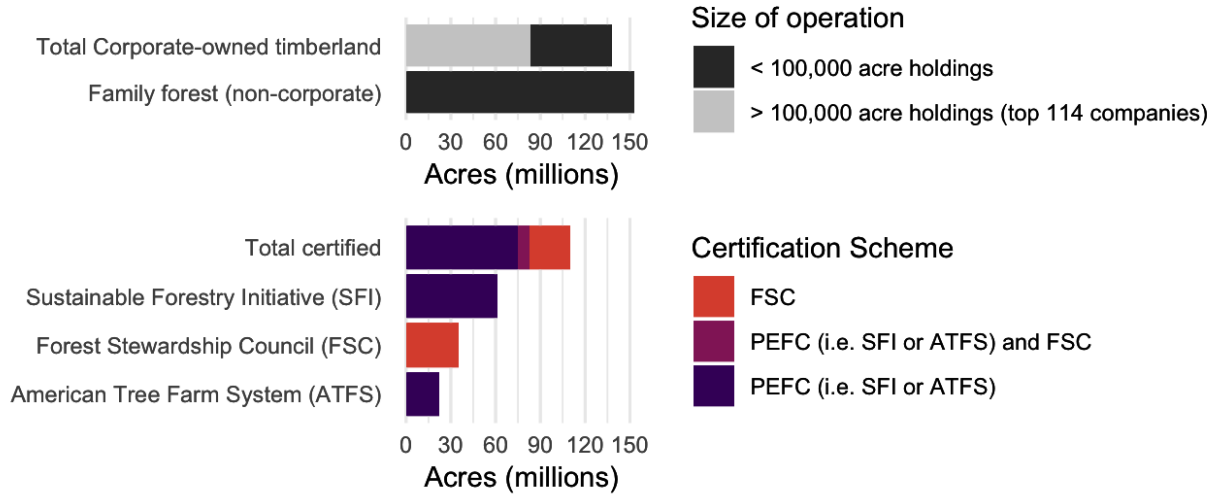 Total Corporate-owned timberland
Family forest (non-corporate)
0 30 60 90 120 150
Acres (millions)
Size of operation
< 100,000 acre holdings
> 100,000 acre holdings (top 114 companies)
Total certified
Sustainable Forestry Initiative (SFI)
Forest Stewardship Council (FSC)
American Tree Farm System (ATFS)
0 30 60 90 120 150
Acres (millions)
Certification Scheme
FSC
PEFC (i.e. SFI or ATFS) and FSC
PEFC (i.e. SFI or ATFS)